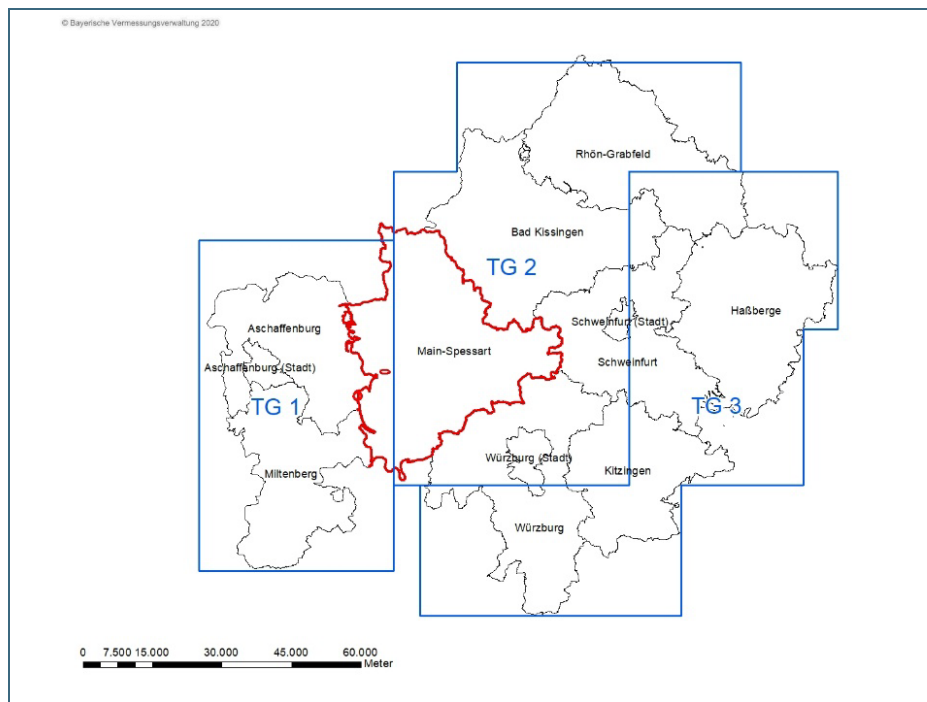 © Bayerische Vermessungsverwaltung 2020
Rhön-Grabfeld
Bad Kissingen
TG 2
Haßberge
Schweinfurt (Stadt)
Aschaffenburg
Main-Spessart
Schweinfurt
Aschaffenburg (Stadt)
TG 1
TG 3
Würzburg (Stadt)
Kitzingen
Miltenberg
Würzburg
0 7.500 15.000 30.000 45.000 60.000
Meter